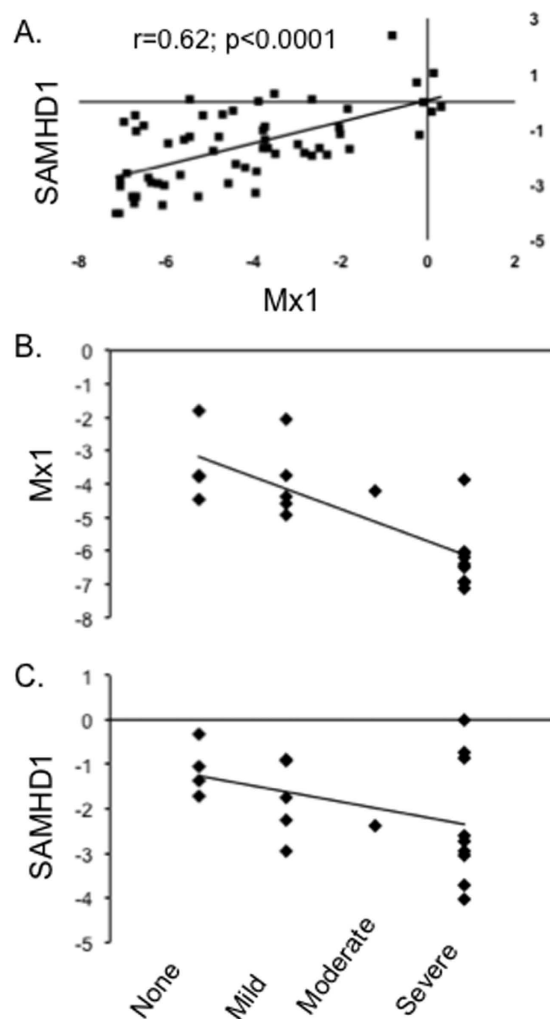 A.
r=0.62; p<0.0001
SAMHD1
3
1
-1
-3
-5
-8 -6 -4 -2 0 2
Mx1
B.
Mx1
0
-1
-2
-3
-4
-5
-6
-7
-8
C.
SAMHD1
1
0
-1
-2
-3
-4
-5
None Mild Moderate Severe